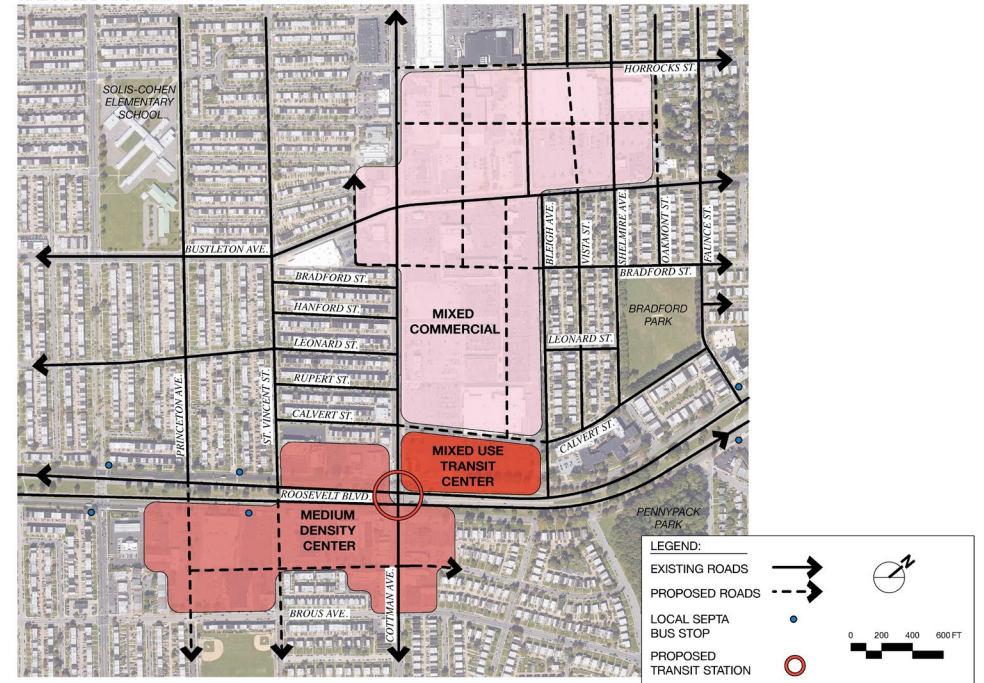 HORROCKS ST.
SOLIS-COHEN
ELEMENTARY
SCHOOL
BUSTLETON AVE.
BLEIGH AVE.
VISTA ST.
SHELMIRE AVE.
OAKMONT ST.
FAUNCE ST.
BRADFORD ST.
BRADFORD ST.
HANFORD ST.
LEONARD ST.
RUPERT ST.
CALVERT ST.
MIXED
COMMERCIAL
BRADFORD
PARK
LEONARD ST.
PRINCETON AVE.
ST. VINCENT ST.
CALVERT ST.
MIXED USE
TRANSIT
CENTER
ROOSEVELT BLVD.
MEDIUM
DENSITY
CENTER
PENNYPACK
PARK
BROUS AVE.
COTTMAN AVE.
LEGEND:
EXISTING ROADS
PROPOSED ROADS
LOCAL SEPTA
BUS STOP
PROPOSED
TRANSIT STATION
N
0 200 400 600 FT